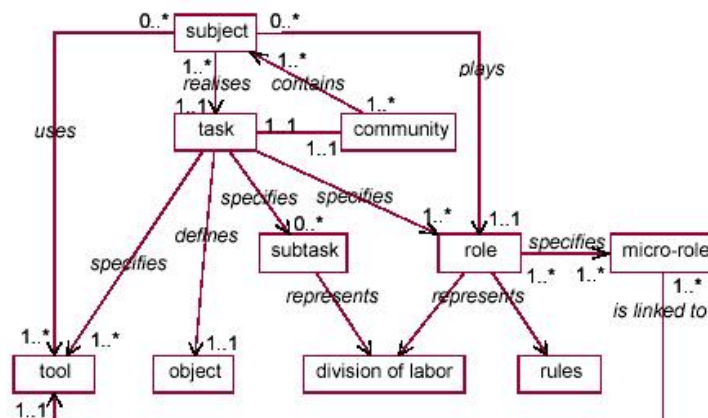 0..* subject 0..*
1..* 1..*
realises contains plays
1..1 1..*
uses
task 1..1 community
1..1
specifies specifies
0..* 1..* 1..1
defines
subtask role specifies micro-role
1..* 1..* 1..*
specifies
represents represents is linked to
1..* 1..* 1..1
tool object division of labor rules
1..1